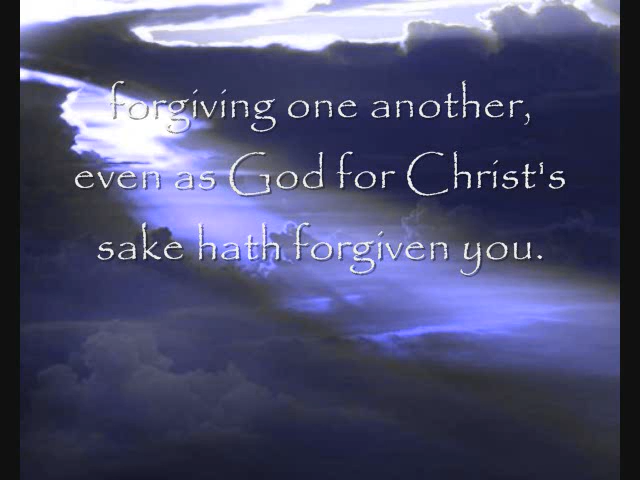 forgiving one another,
even as God for Christ's
sake hath forgiven you.